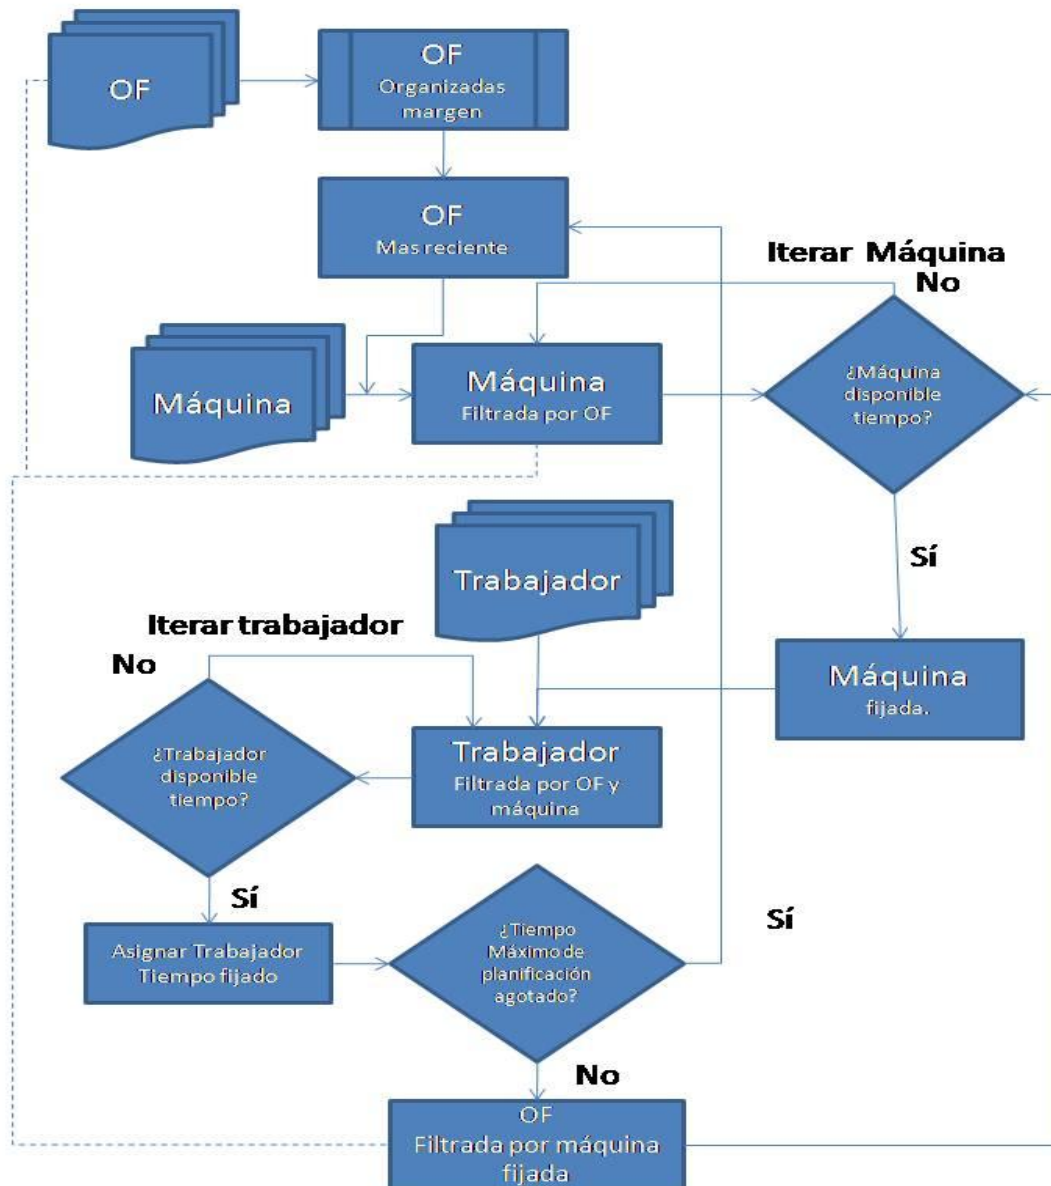 OF
OF
Organizadas
margen
OF
Mas reciente
Iterar Máquina
No
Máquina
Máquina
Filtrada por OF
¿Máquina
disponible
tiempo?
Sí
Trabajador
Iterar trabajador
No
Máquina
fijada.
¿Trabajador
disponible
tiempo?
Trabajador
Filtrada por OF y
máquina
Sí
Asignar Trabajador
Tiempo fijado
¿Tiempo
Máximo de
planificación
agotado?
Sí
No
OF
Filtrada por máquina
fijada